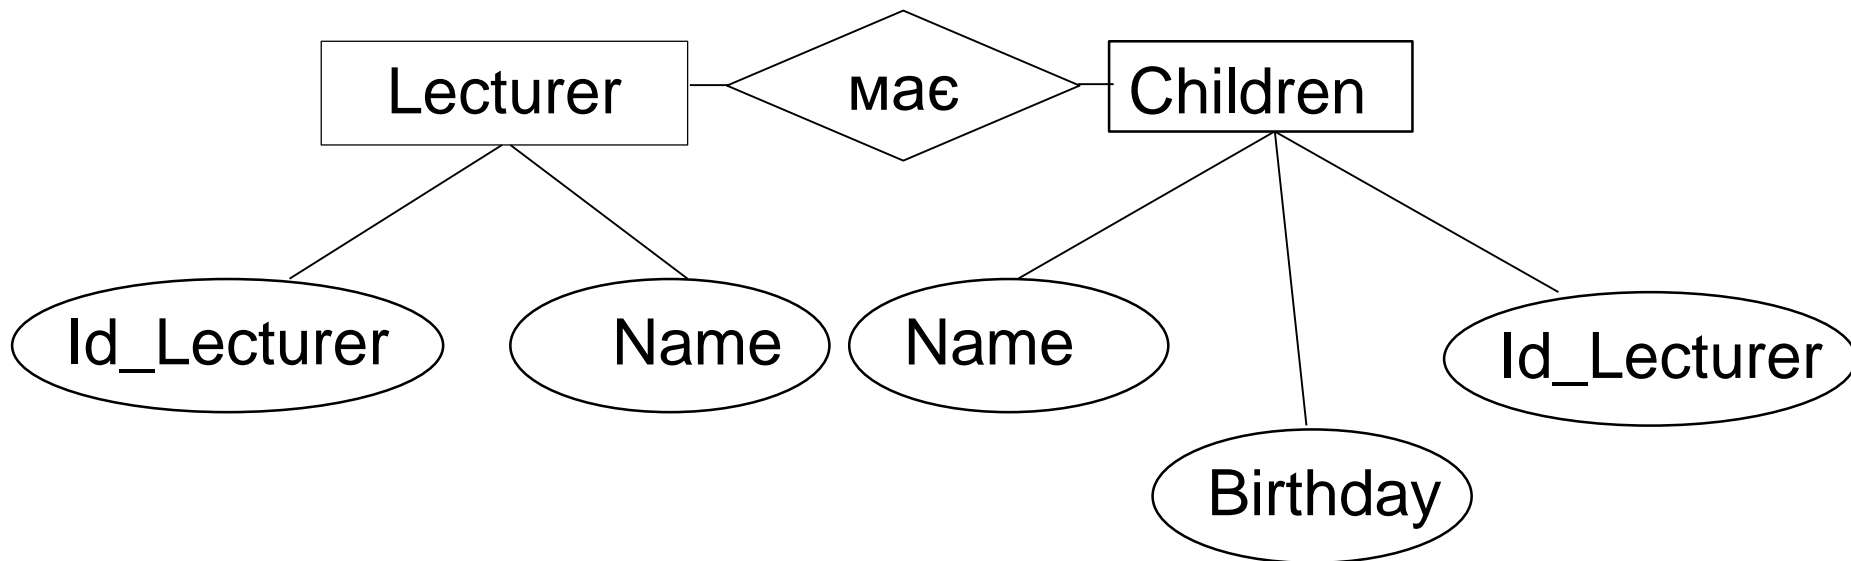 Lecturer
має
Children
Id_Lecturer
Name
Name
Id_Lecturer
Birthday